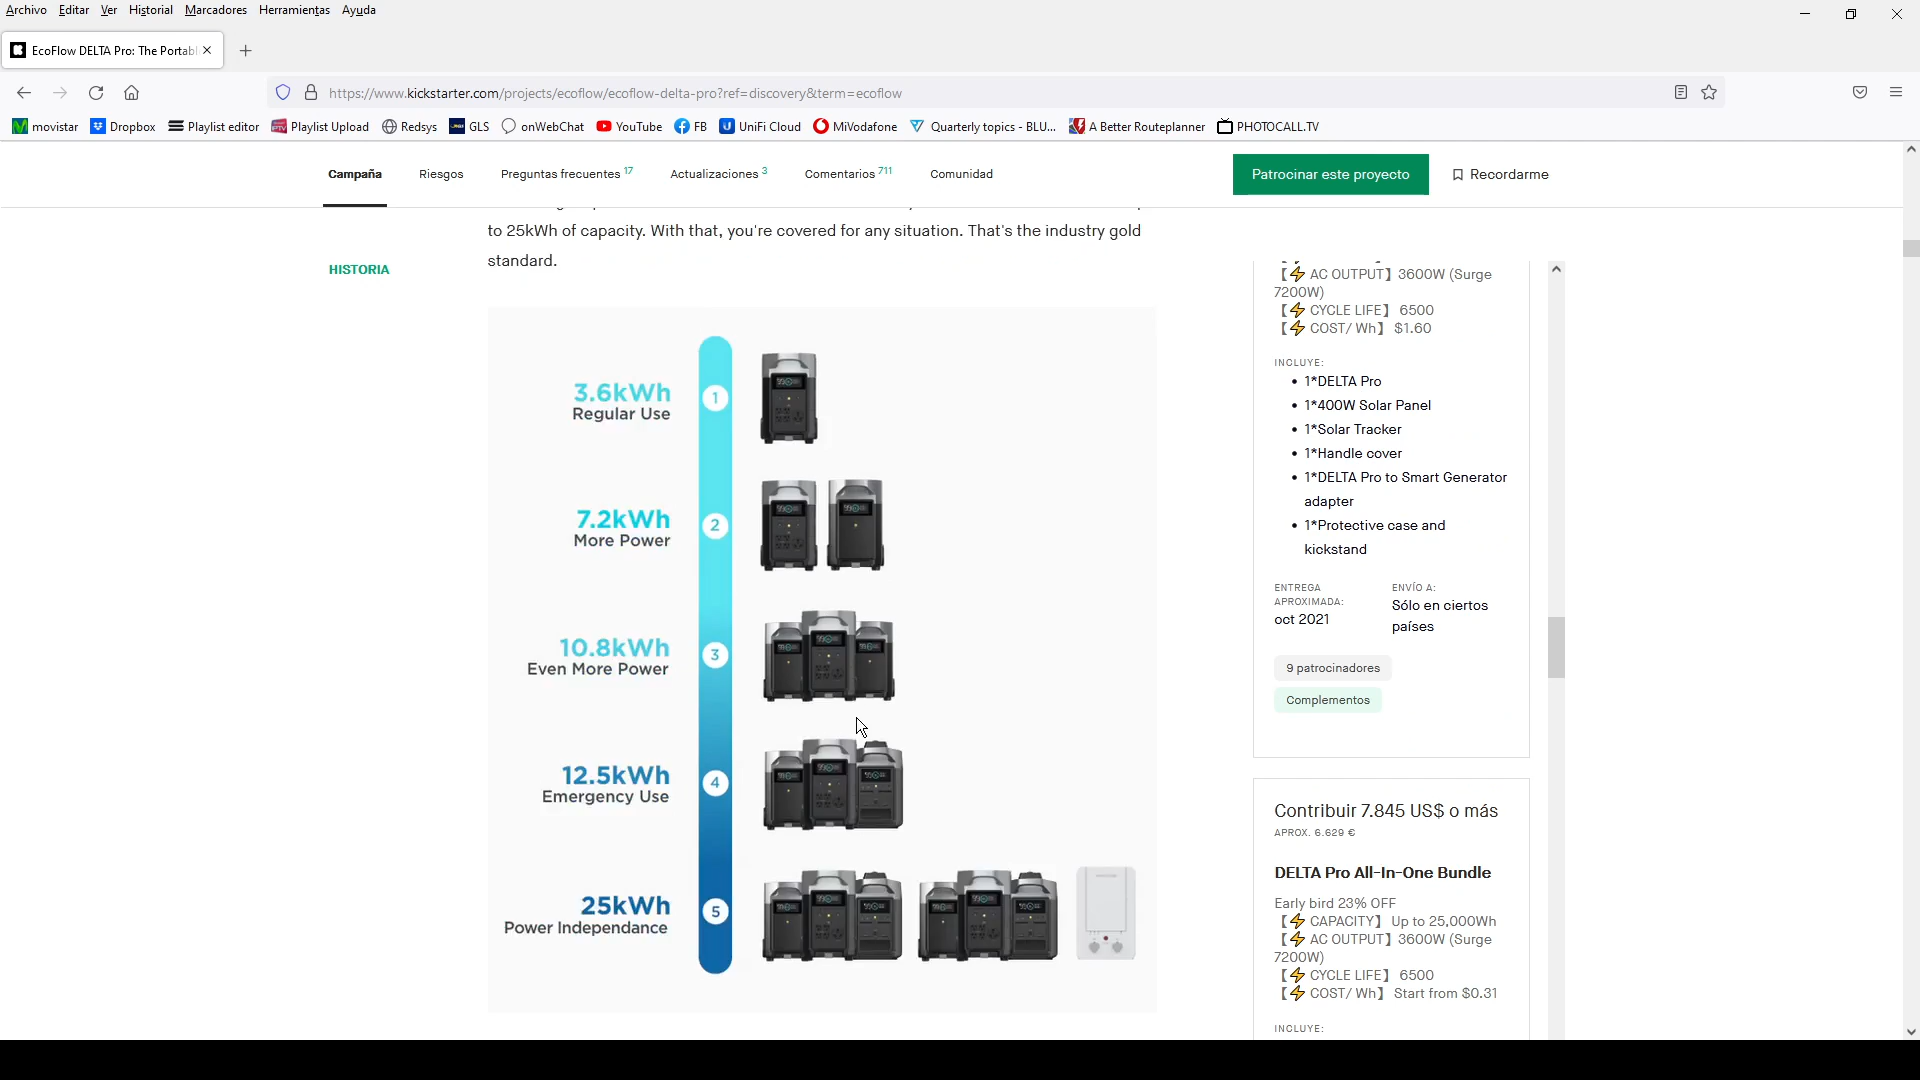 Archivo Editar Ver Historial Marcadores Herramientas Ayuda
EcoFlow DELTA Pro: The Portabl
https://www.kickstarter.com/projects/ecoflow/ecoflow-delta-pro?ref=discovery&term=ecoflow
movistar Dropbox Playlist editor Playlist Upload Redsys GLS onWebChat YouTube FB UniFi Cloud MiVodafone Quarterly topics - BLU... A Better Routeplanner PHOTOCALL.TV
Campaña Riesgos Preguntas frecuentes 17 Actualizaciones 3 Comentarios 711 Comunidad Patrocinar este proyecto Recordarme
to 25kWh of capacity. With that, you're covered for any situation. That's the industry gold
standard.
HISTORIA
3.6kWh
Regular Use
1
7.2kWh
More Power
2
10.8kWh
Even More Power
3
12.5kWh
Emergency Use
4
25kWh
Power Independance
5
【⚡ AC OUTPUT】3600W (Surge
7200W)
【⚡ CYCLE LIFE】 6500
【⚡ COST/ Wh】 $1.60
INCLUYE:
• 1*DELTA Pro
• 1*400W Solar Panel
• 1*Solar Tracker
• 1*Handle cover
• 1*DELTA Pro to Smart Generator
adapter
• 1*Protective case and
kickstand
ENTREGA
APROXIMADA:
oct 2021
ENVÍO A:
Sólo en ciertos
países
9 patrocinadores
Complementos
Contribuir 7.845 US$ o más
APROX. 6.629 €
DELTA Pro All-In-One Bundle
Early bird 23% OFF
【⚡ CAPACITY】 Up to 25,000Wh
【⚡ AC OUTPUT】3600W (Surge
7200W)
【⚡ CYCLE LIFE】 6500
【⚡ COST/ Wh】 Start from $0.31
INCLUYE: